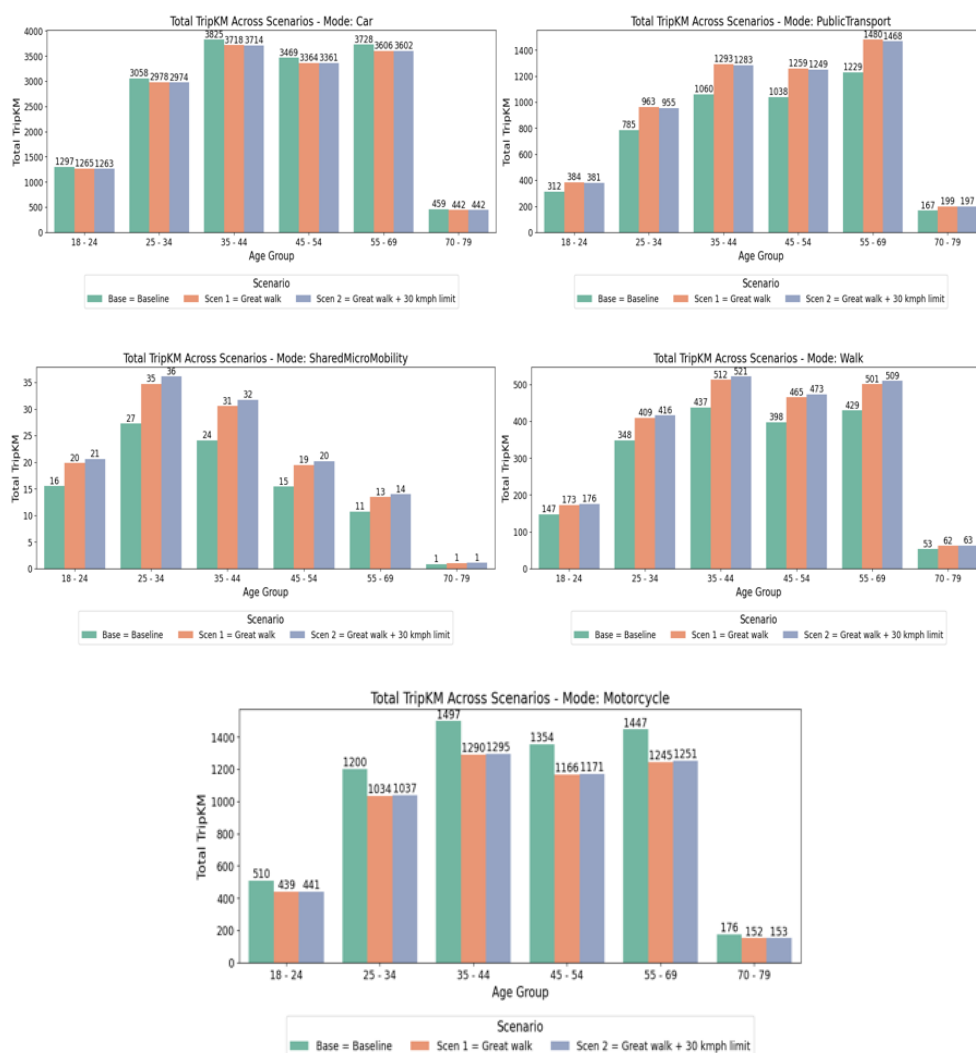 Total TripKM Across Scenarios - Mode: Car
Total TripKM
4000
3500
3000
2500
2000
1500
1000
500
0
1297 1265 1263
3058 2978 2974
3825 3718 3714
3469 3364 3361
3728 3606 3602
459 442 442
18 - 24 25 - 34 35 - 44 45 - 54 55 - 69 70 - 79
Age Group
Scenario
Base = Baseline Scen 1 = Great walk Scen 2 = Great walk + 30 kmph limit
Total TripKM Across Scenarios - Mode: PublicTransport
Total TripKM
1400
1200
1000
800
600
400
200
0
312 384 381
785 963 955
1060 1293 1283
1038 1259 1249
1229 1480 1468
167 199 197
18 - 24 25 - 34 35 - 44 45 - 54 55 - 69 70 - 79
Age Group
Scenario
Base = Baseline Scen 1 = Great walk Scen 2 = Great walk + 30 kmph limit
Total TripKM Across Scenarios - Mode: SharedMicroMobility
Total TripKM
35
30
25
20
15
10
5
0
16 20 21
27 35 36
24 31 32
15 19 20
11 13 14
1 1 1
18 - 24 25 - 34 35 - 44 45 - 54 55 - 69 70 - 79
Age Group
Scenario
Base = Baseline Scen 1 = Great walk Scen 2 = Great walk + 30 kmph limit
Total TripKM Across Scenarios - Mode: Walk
Total TripKM
500
400
300
200
100
0
147 173 176
348 409 416
437 512 521
398 465 473
429 501 509
53 62 63
18 - 24 25 - 34 35 - 44 45 - 54 55 - 69 70 - 79
Age Group
Scenario
Base = Baseline Scen 1 = Great walk Scen 2 = Great walk + 30 kmph limit
Total TripKM Across Scenarios - Mode: Motorcycle
Total TripKM
1400
1200
1000
800
600
400
200
0
510 439 441
1200 1034 1037
1497 1290 1295
1354 1166 1171
1447 1245 1251
176 152 153
18 - 24 25 - 34 35 - 44 45 - 54 55 - 69 70 - 79
Age Group
Scenario
Base = Baseline Scen 1 = Great walk Scen 2 = Great walk + 30 kmph limit